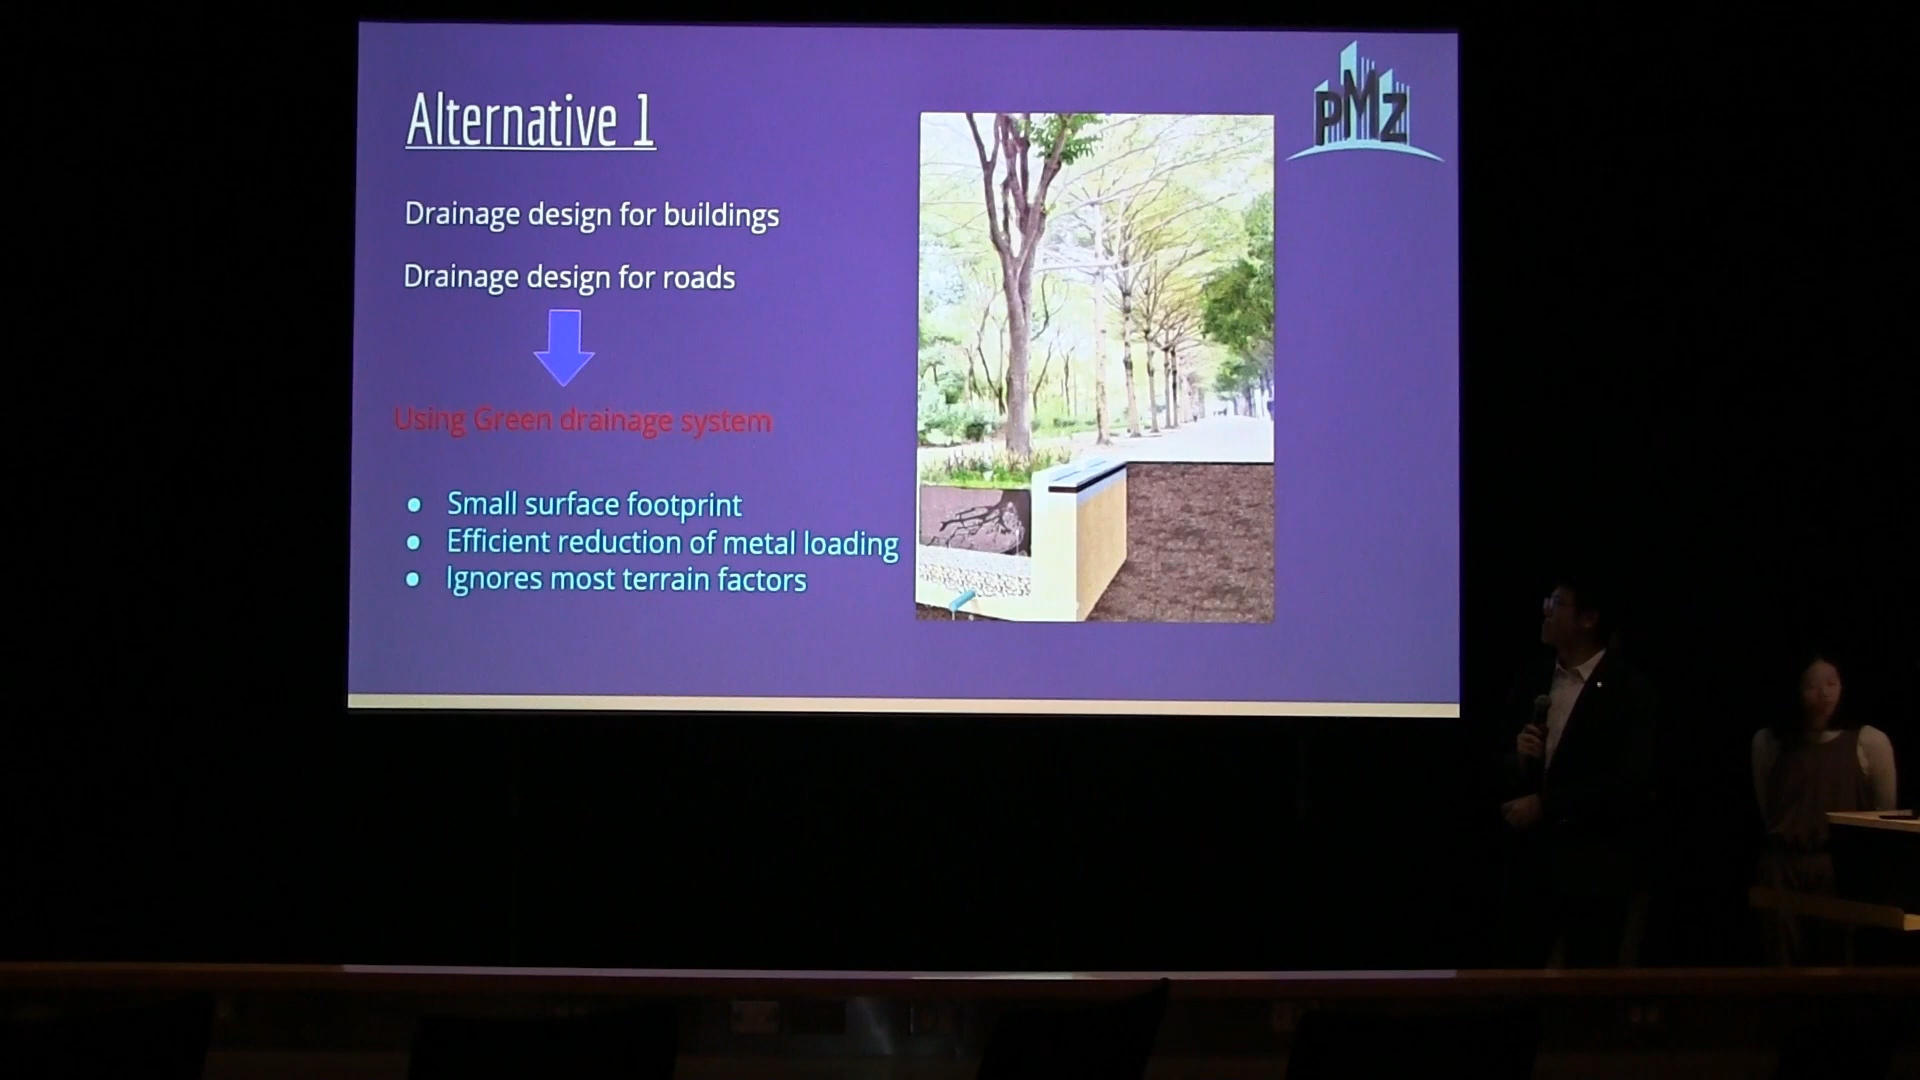 Alternative 1
PMZ
Drainage design for buildings
Drainage design for roads
Using Green drainage system
● Small surface footprint
● Efficient reduction of metal loading
● Ignores most terrain factors